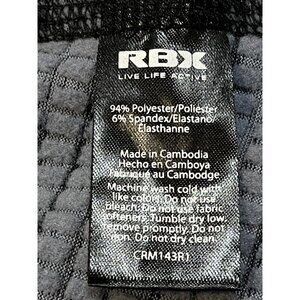 RBX
LIVE LIFE ACTIVE
94% Polyester/Poliester
6% Spandex/Elastano/
Élasthanne
Made in Cambodia
Hecho en Camboya
Fabriqué au Cambodge
Machine wash cold with
like colors. Do not use
bleach. Do not use fabric
softeners. Tumble dry low.
remove promptly. Do not
iron. Do not dry clean.
CRM143R1